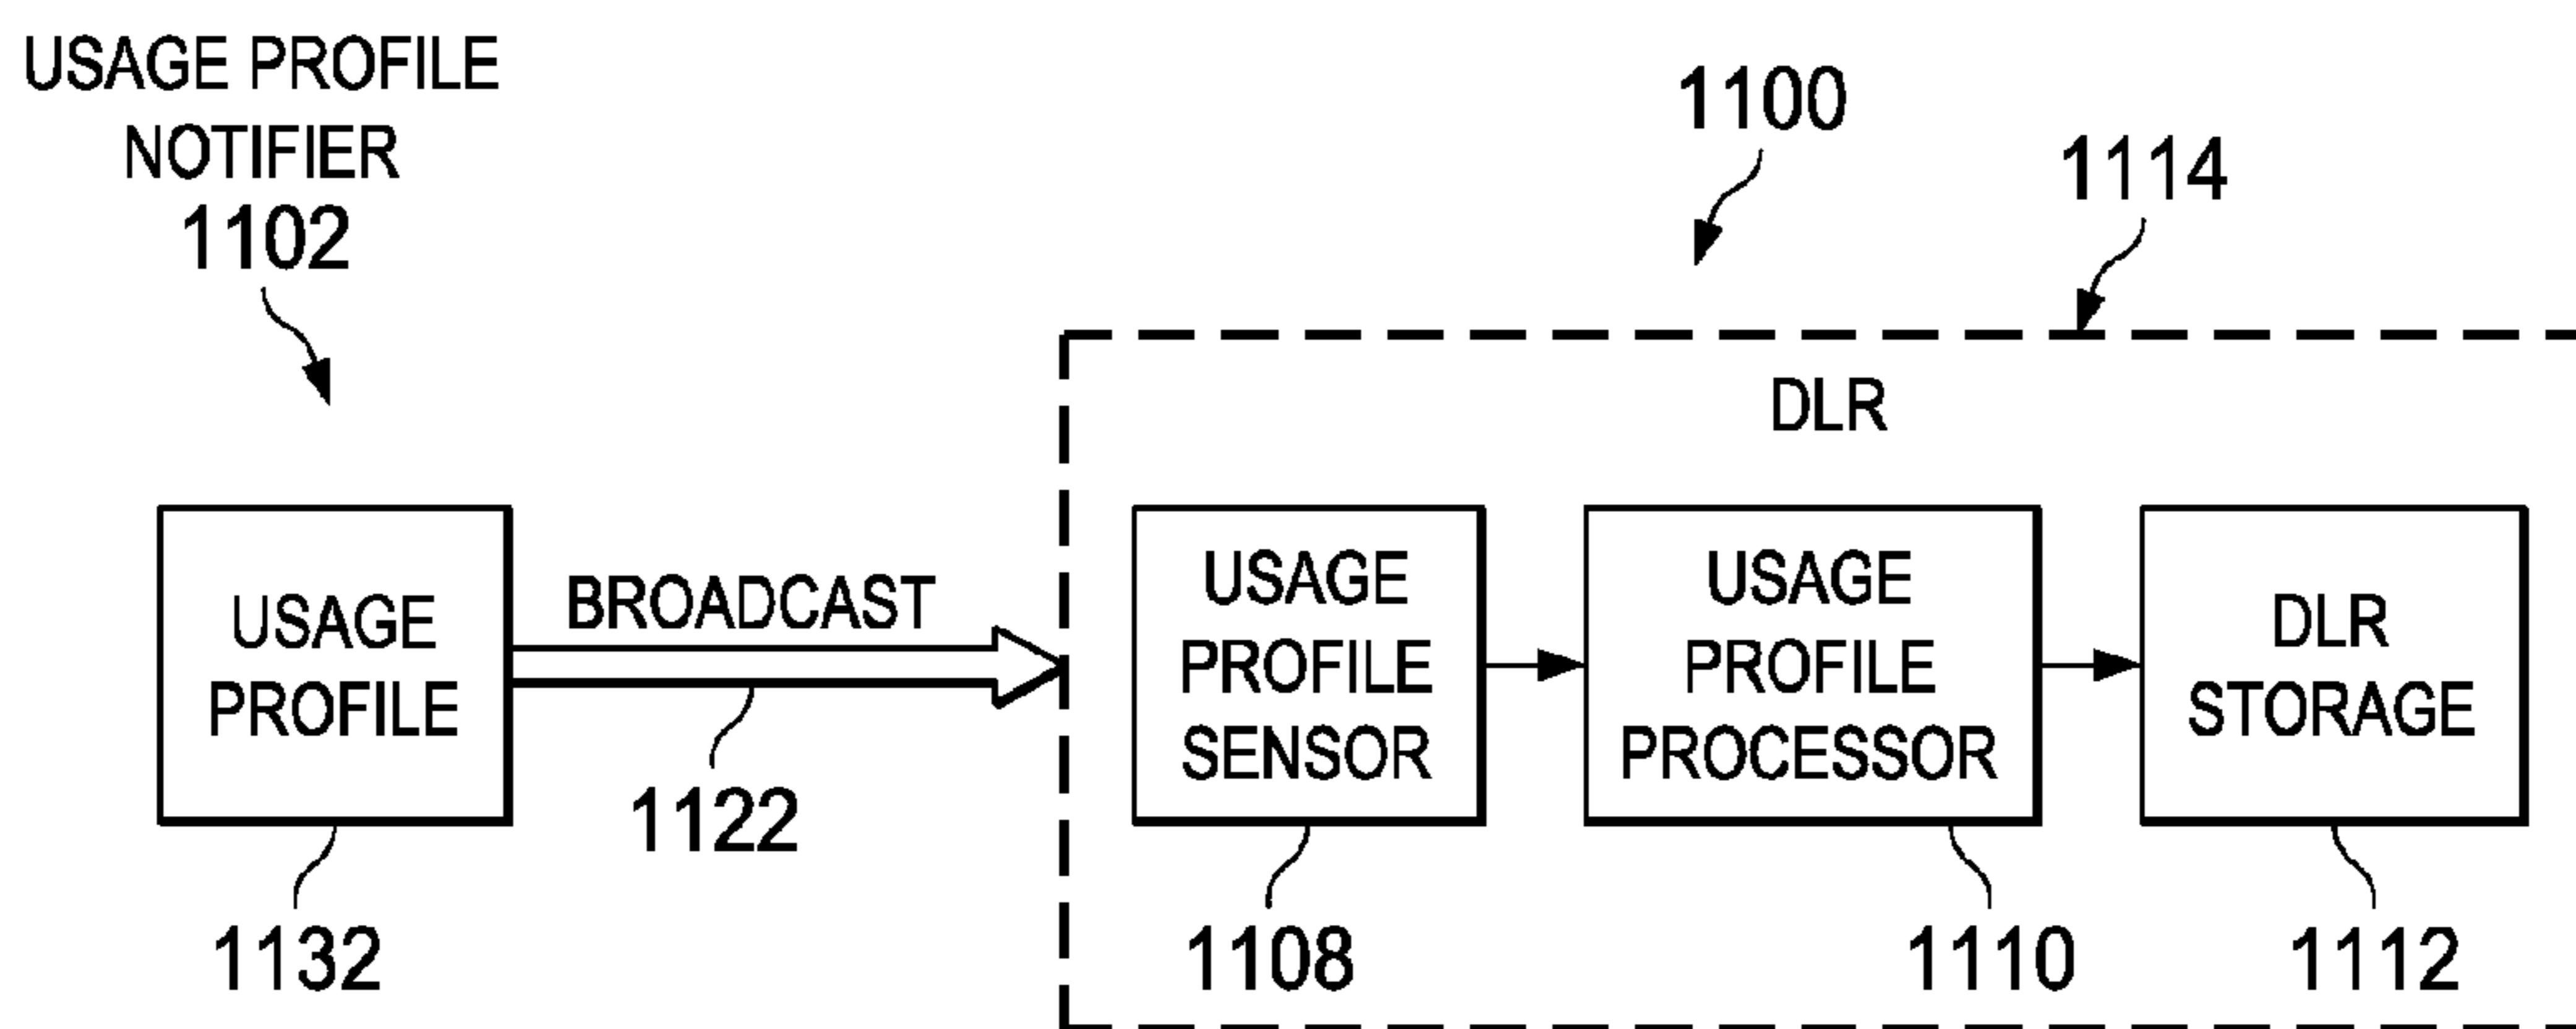 USAGE PROFILE
NOTIFIER
1102
1100
1114
DLR
USAGE
PROFILE
BROADCAST
USAGE
PROFILE
SENSOR
USAGE
PROFILE
PROCESSOR
DLR
STORAGE
1122
1132
1108
1110
1112